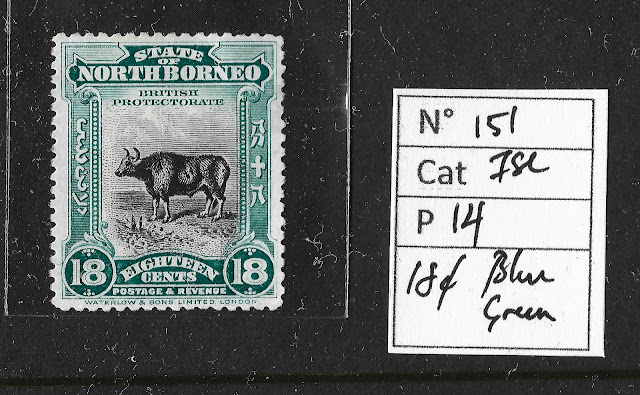 STATE
OF
NORTH BORNEO
BRITISH
PROTECTORATE
18 EIGHTEEN 18
CENTS
POSTAGE & REVENUE
WATERLOW & SONS LIMITED, LONDON
N° 151
Cat
P 14
18¢ Blue
Green